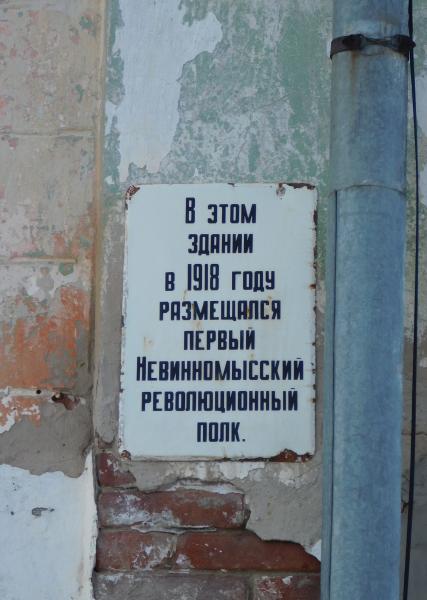 В этом
здании
в 1918 году
размещался
первый
Невинномысский
революционный
полк.